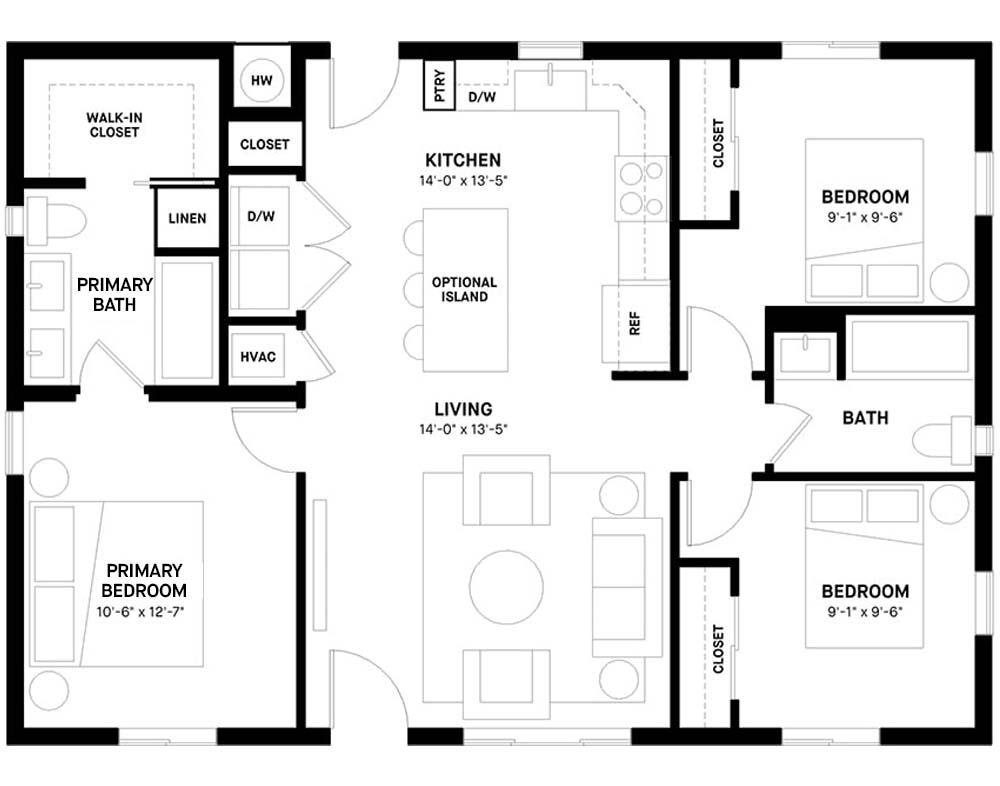 HW
WALK-IN
CLOSET
CLOSET
PTRY
D/W
KITCHEN
14'-0" x 13'-5"
CLOSET
BEDROOM
9'-1" x 9'-6"
LINEN
D/W
PRIMARY
BATH
OPTIONAL
ISLAND
REF
HVAC
LIVING
14'-0" x 13'-5"
BATH
PRIMARY
BEDROOM
10'-6" x 12'-7"
BEDROOM
9'-1" x 9'-6"
CLOSET